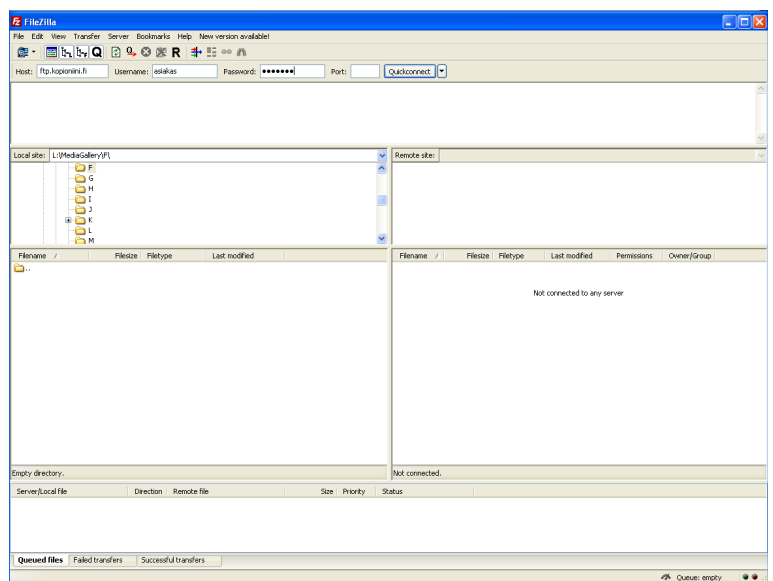 FileZilla
File Edit View Transfer Server Bookmarks Help New version available!
Host: ftp.kopioniini.fi Username: asiakas Password: ●●●●●●● Port: Quickconnect
Local site: L:\MediaGallery\F\ Remote site:
F
G
H
I
J
K
L
M
Filename / Filesize Filetype Last modified Filename / Filesize Filetype Last modified Permissions Owner/Group
..
Not connected to any server
Empty directory. Not connected.
Server/Local file Direction Remote file Size Priority Status
Queued files Failed transfers Successful transfers
Queue: empty